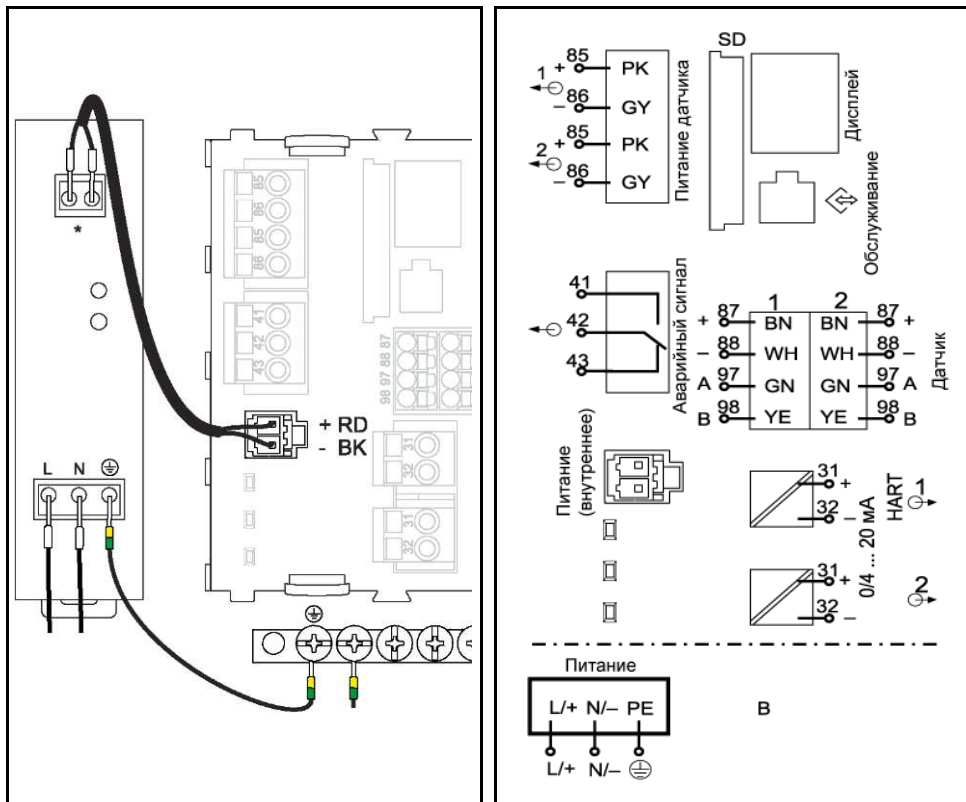 *
L N
85
86
85
88
41
42
43
98 97 88 87
+ RD
- BK
31
32
31
32
SD
85
1 + PK
86
– GY
85
2 + PK
86
– GY
Питание датчика
Дисплей
Обслуживание
41
42
43
Аварийный сигнал
1 2
+ 87 BN BN 87 +
– 88 WH WH 88 –
A 97 GN GN 97 A
B 98 YE YE 98 B
Датчик
Питание
(внутреннее)
31 +
32 –
1
31 +
32 –
2
0/4 ... 20 мА
HART
Питание
L/+ N/– PE
L/+ N/–
B